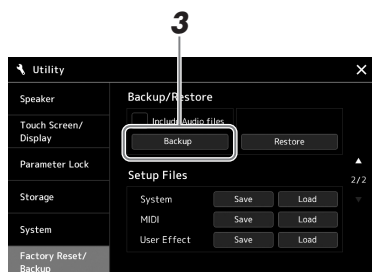 3
Utility
Speaker
Touch Screen/
Display
Parameter Lock
Storage
System
Factory Reset/
Backup
Backup/Restore
Include Audio files
Backup
Restore
2/2
Setup Files
System Save Load
MIDI Save Load
User Effect Save Load